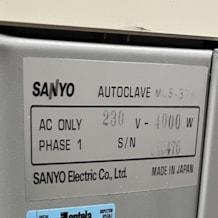 SANYO AUTOCLAVE
AC ONLY 230 V - 4000 W
PHASE 1 S/N
SANYO Electric Co., Ltd. MADE IN JAPAN